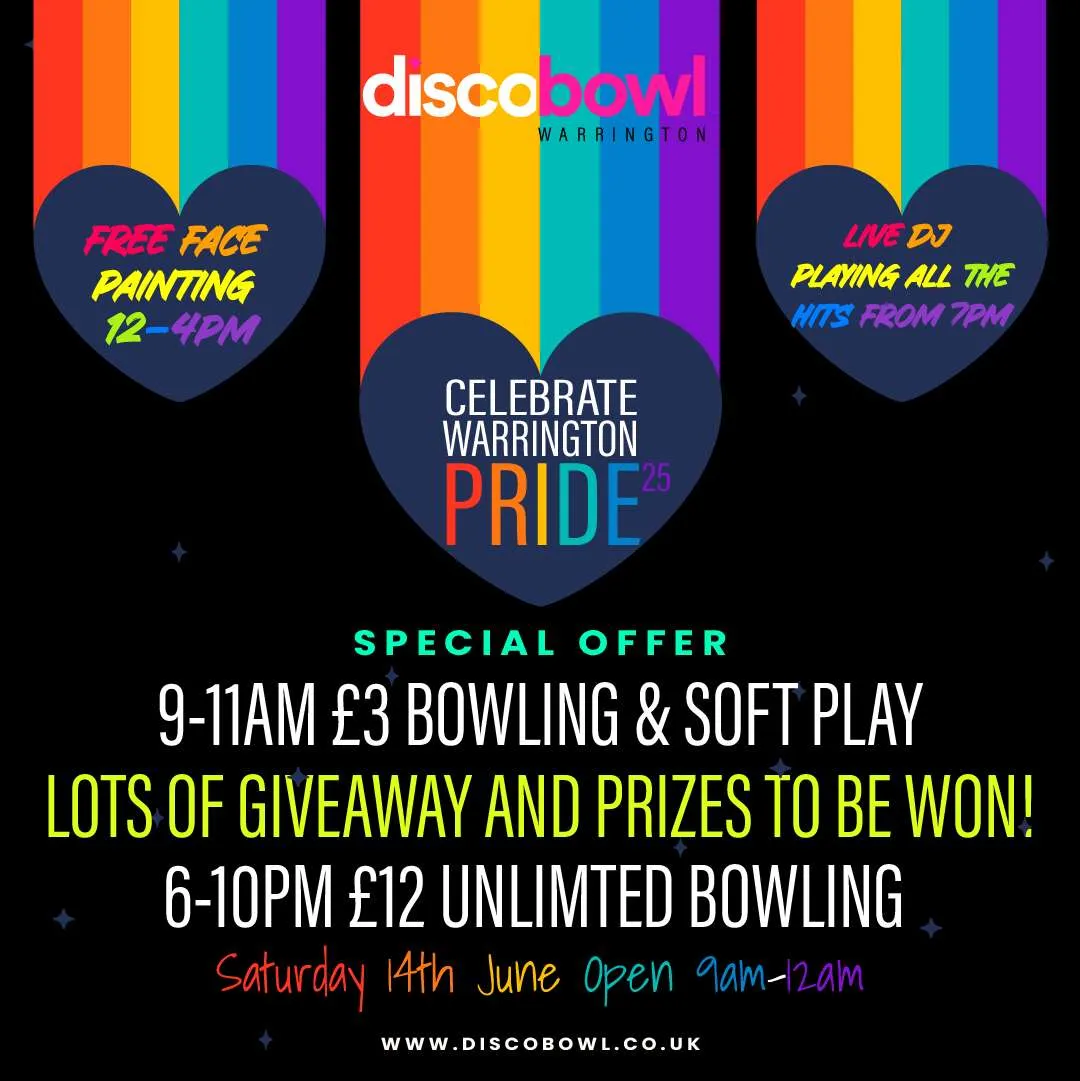 discobowl
WARRINGTON
FREE FACE
PAINTING
12-4PM
LIVE DJ
PLAYING ALL THE
HITS FROM 7PM
CELEBRATE
WARRINGTON
PRIDE 25
SPECIAL OFFER
9-11AM £3 BOWLING & SOFT PLAY
LOTS OF GIVEAWAY AND PRIZES TO BE WON!
6-10PM £12 UNLIMTED BOWLING
Saturday 14th June Open 9am-12am
WWW.DISCOBOWL.CO.UK